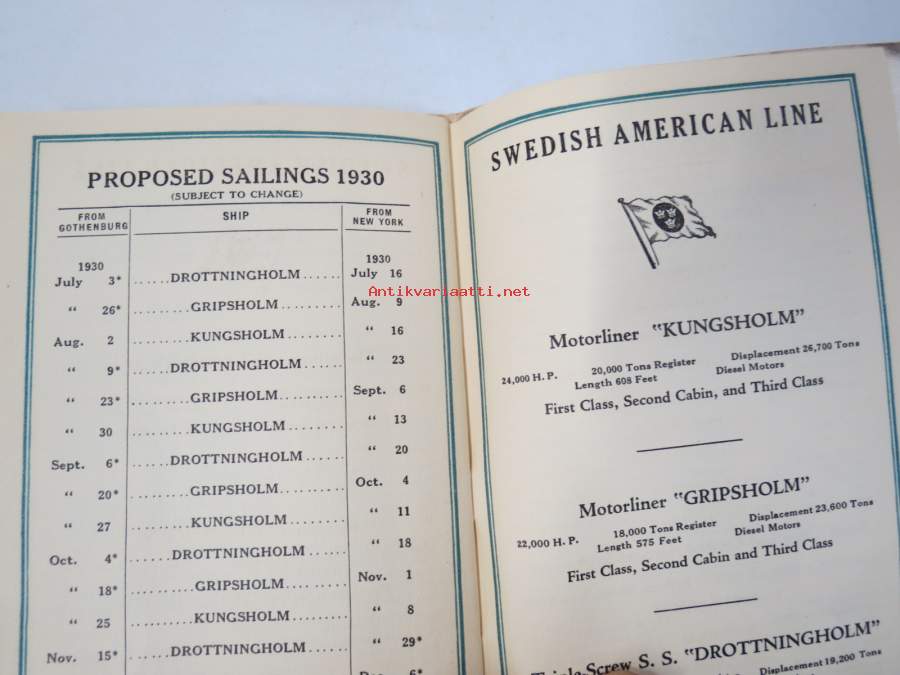 PROPOSED SAILINGS 1930
(SUBJECT TO CHANGE)
FROM GOTHENBURG SHIP FROM NEW YORK
1930 1930
July 3* ......DROTTNINGHOLM...... July 16
" 26* .........GRIPSHOLM......... Aug. 9
Aug. 2 .........KUNGSHOLM......... " 16
" 9* ......DROTTNINGHOLM...... " 23
" 23* .........GRIPSHOLM......... Sept. 6
" 30 .........KUNGSHOLM......... " 13
Sept. 6* ......DROTTNINGHOLM...... " 20
" 20* .........GRIPSHOLM......... Oct. 4
" 27 .........KUNGSHOLM......... " 11
Oct. 4* ......DROTTNINGHOLM...... " 18
" 18* .........GRIPSHOLM......... Nov. 1
" 25 .........KUNGSHOLM......... " 8
Nov. 15* ......DROTTNINGHOLM...... " 29*
6*
SWEDISH AMERICAN LINE
Motorliner "KUNGSHOLM"
24,000 H. P. 20,000 Tons Register Displacement 26,700 Tons
Length 608 Feet Diesel Motors
First Class, Second Cabin, and Third Class
Motorliner "GRIPSHOLM"
22,000 H. P. 18,000 Tons Register Displacement 23,600 Tons
Length 575 Feet Diesel Motors
First Class, Second Cabin and Third Class
Screw S. S. "DROTTNINGHOLM"
Displacement 19,200 Tons
Antikvariaatti.net